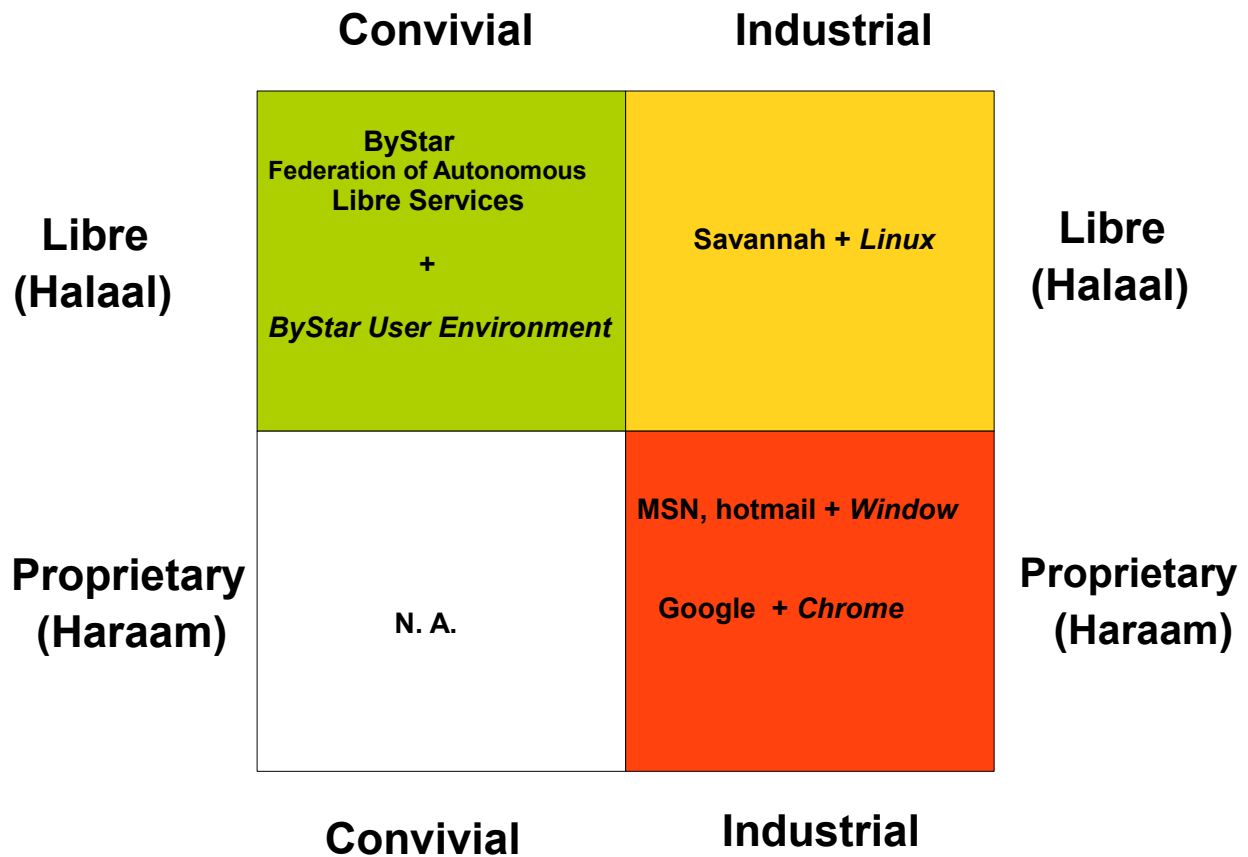 Convivial Industrial
ByStar
Federation of Autonomous
Libre Services
+
ByStar User Environment
Savannah + Linux
Libre
(Halaal)
Libre
(Halaal)
MSN, hotmail + Window
Google + Chrome
N. A.
Proprietary
(Haraam)
Proprietary
(Haraam)
Convivial Industrial